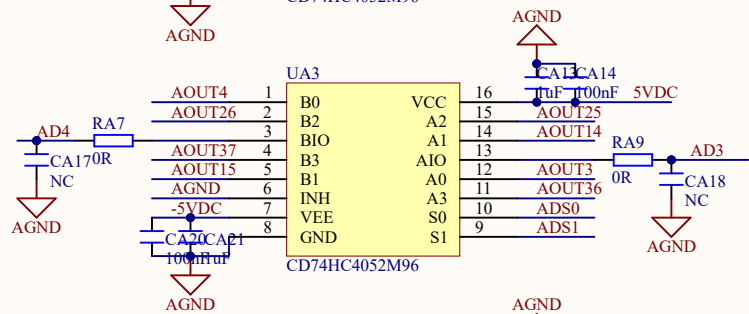 CD74HC4052M96
AGND
AGND
UA3
CA13
CA14
1uF
100nF
5VDC
AOUT4
1
B0
VCC
16
AOUT26
2
B2
A2
15
AOUT25
AD4
RA7
0R
3
BIO
A1
14
AOUT14
CA17
NC
AOUT37
4
B3
AIO
13
RA9
0R
AD3
AOUT15
5
B1
A0
12
AOUT3
CA18
NC
AGND
6
INH
A3
11
AOUT36
-5VDC
7
VEE
S0
10
ADS0
AGND
8
GND
S1
9
ADS1
CA20
CA21
100nF
1uF
CD74HC4052M96
AGND
AGND
AGND